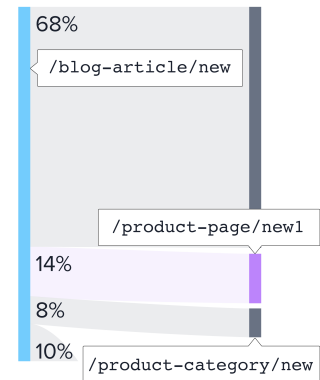 68%
/blog-article/new
/product-page/new1
14%
8%
10%
/product-category/new